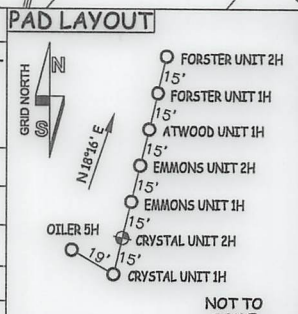 PAD LAYOUT
GRID NORTH
N
S
N 18°16' E
FORSTER UNIT 2H
15'
FORSTER UNIT 1H
15'
ATWOOD UNIT 1H
15'
EMMONS UNIT 2H
15'
EMMONS UNIT 1H
15'
OILER 5H
CRYSTAL UNIT 2H
19'
15'
CRYSTAL UNIT 1H
NOT TO